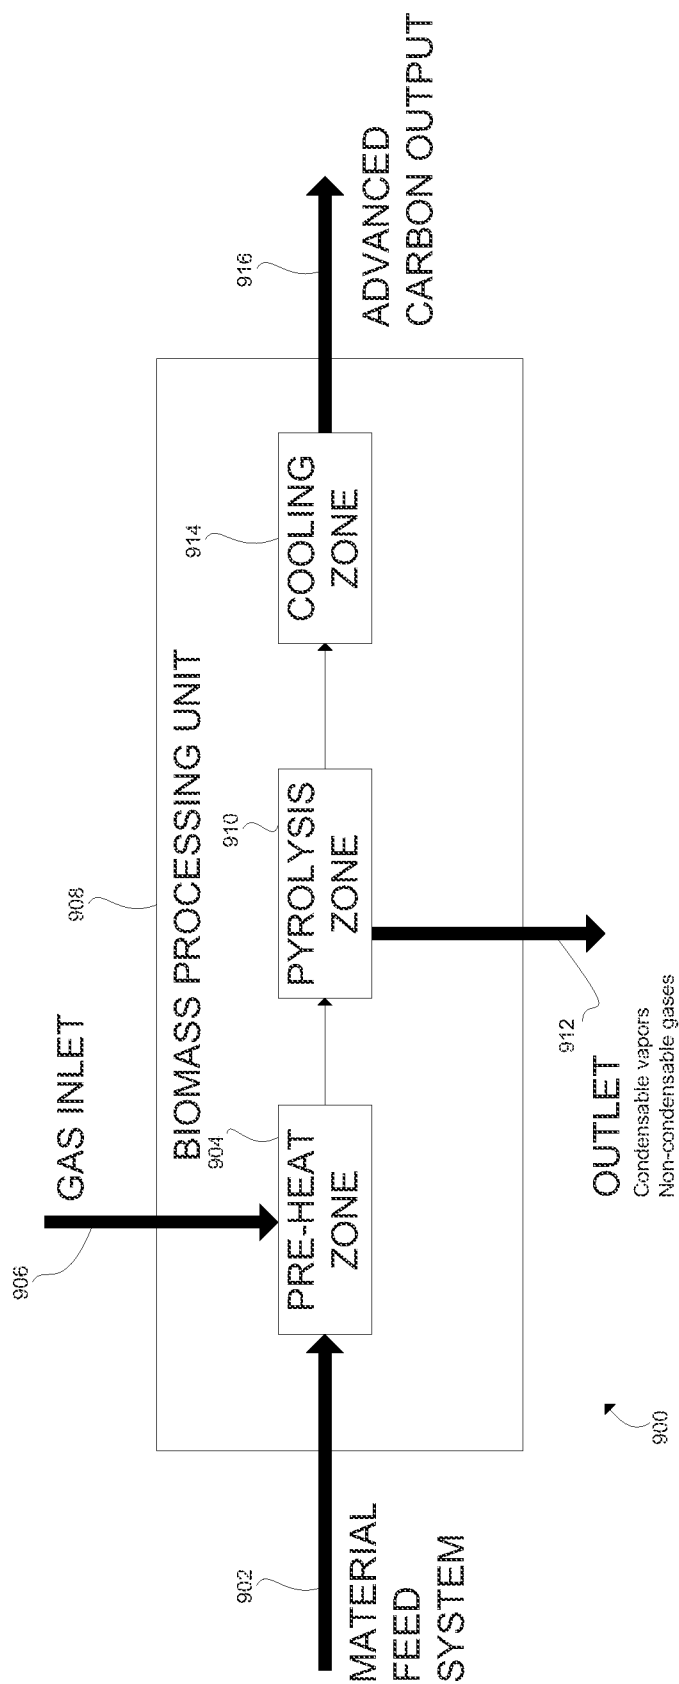 GAS INLET
906
908
BIOMASS PROCESSING UNIT
902
MATERIAL
FEED
SYSTEM
904
PRE-HEAT
ZONE
910
PYROLYSIS
ZONE
914
COOLING
ZONE
916
ADVANCED
CARBON OUTPUT
912
OUTLET
Condensable vapors
Non-condensable gases
900